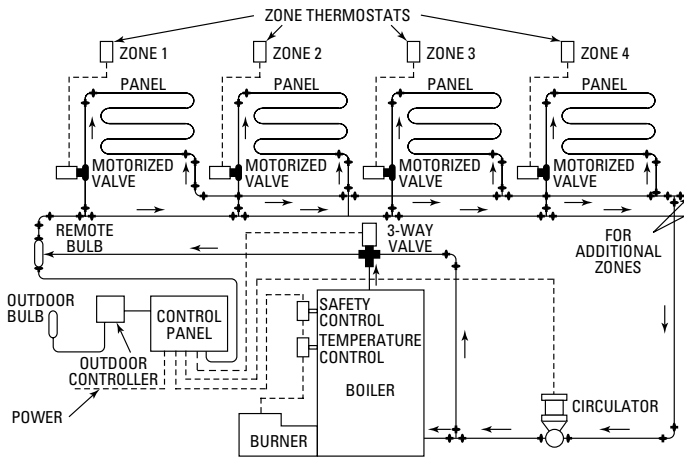 ZONE THERMOSTATS
ZONE 1
ZONE 2
ZONE 3
ZONE 4
PANEL
PANEL
PANEL
PANEL
MOTORIZED
VALVE
MOTORIZED
VALVE
MOTORIZED
VALVE
MOTORIZED
VALVE
REMOTE
BULB
3-WAY
VALVE
FOR
ADDITIONAL
ZONES
OUTDOOR
BULB
CONTROL
PANEL
SAFETY
CONTROL
TEMPERATURE
CONTROL
OUTDOOR
CONTROLLER
BOILER
POWER
CIRCULATOR
BURNER